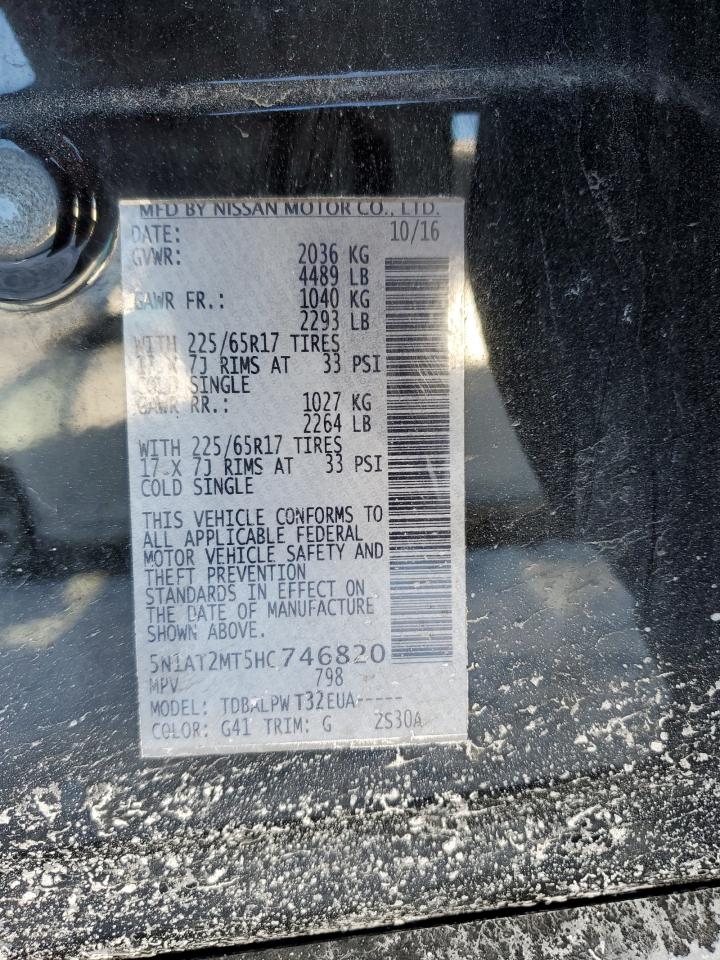 MFD BY NISSAN MOTOR CO., LTD.
DATE: 10/16
GVWR: 2036 KG
4489 LB
GAWR FR.: 1040 KG
2293 LB
WITH 225/65R17 TIRES
17 X 7J RIMS AT 33 PSI
COLD SINGLE
GAWR RR.: 1027 KG
2264 LB
WITH 225/65R17 TIRES
17 X 7J RIMS AT 33 PSI
COLD SINGLE
THIS VEHICLE CONFORMS TO
ALL APPLICABLE FEDERAL
MOTOR VEHICLE SAFETY AND
THEFT PREVENTION
STANDARDS IN EFFECT ON
THE DATE OF MANUFACTURE
SHOWN ABOVE.
5N1AT2MT5HC746820
MPV 798
MODEL: TDBALPW T32EUA-----
COLOR: G41 TRIM: G 2S30A